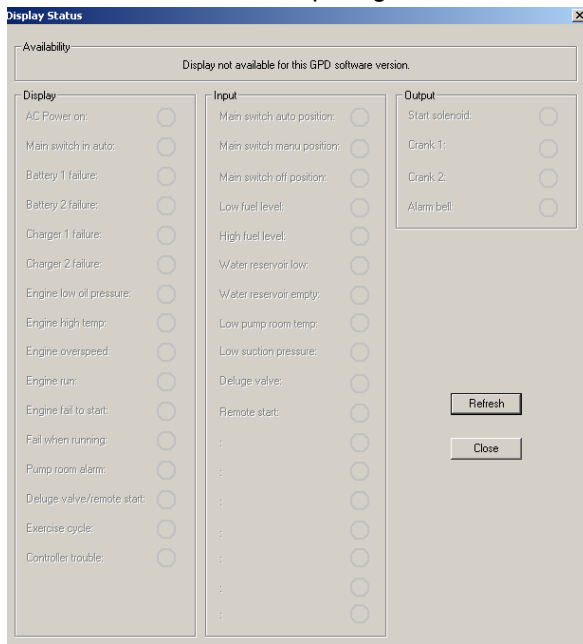 Display Status
Availability
Display not available for this GPD software version.
Display
AC Power on:
Main switch in auto:
Battery 1 failure:
Battery 2 failure:
Charger 1 failure:
Charger 2 failure:
Engine low oil pressure:
Engine high temp:
Engine overspeed:
Engine run:
Engine fail to start:
Fail when running:
Pump room alarm:
Deluge valve/remote start:
Exercise cycle:
Controller trouble:
Input
Main switch auto position:
Main switch manu position:
Main switch off position:
Low fuel level:
High fuel level:
Water reservoir low:
Water reservoir empty:
Low pump room temp:
Low suction pressure:
Deluge valve:
Remote start:
:
:
:
:
:
:
:
Output
Start solenoid:
Crank 1:
Crank 2:
Alarm bell:
Refresh
Close